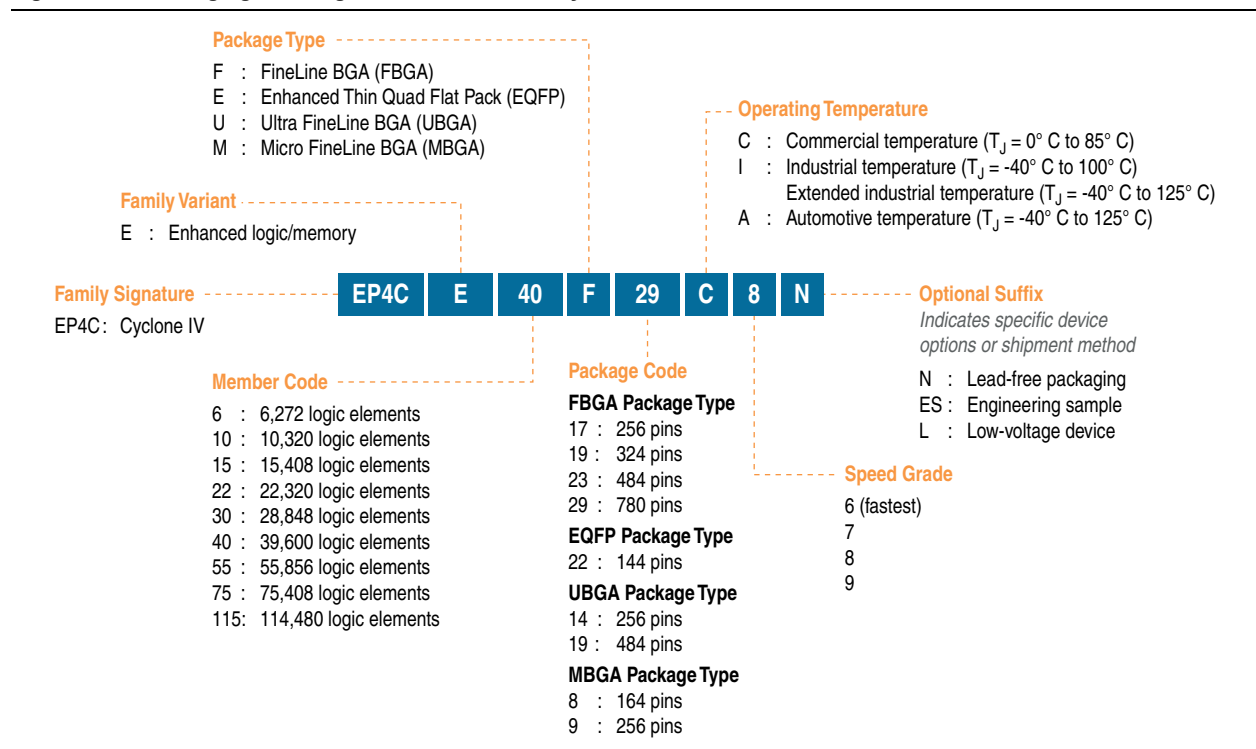 Package Type
F : FineLine BGA (FBGA)
E : Enhanced Thin Quad Flat Pack (EQFP)
U : Ultra FineLine BGA (UBGA)
M : Micro FineLine BGA (MBGA)
Operating Temperature
C : Commercial temperature (TJ = 0° C to 85° C)
I : Industrial temperature (TJ = -40° C to 100° C)
Extended industrial temperature (TJ = -40° C to 125° C)
A : Automotive temperature (TJ = -40° C to 125° C)
Family Variant
E : Enhanced logic/memory
Family Signature
EP4C : Cyclone IV
EP4C E 40 F 29 C 8 N
Optional Suffix
Indicates specific device
options or shipment method
N : Lead-free packaging
ES : Engineering sample
L : Low-voltage device
Member Code
6 : 6,272 logic elements
10 : 10,320 logic elements
15 : 15,408 logic elements
22 : 22,320 logic elements
30 : 28,848 logic elements
40 : 39,600 logic elements
55 : 55,856 logic elements
75 : 75,408 logic elements
115: 114,480 logic elements
Package Code
FBGA Package Type
17 : 256 pins
19 : 324 pins
23 : 484 pins
29 : 780 pins
EQFP Package Type
22 : 144 pins
UBGA Package Type
14 : 256 pins
19 : 484 pins
MBGA Package Type
8 : 164 pins
9 : 256 pins
Speed Grade
6 (fastest)
7
8
9